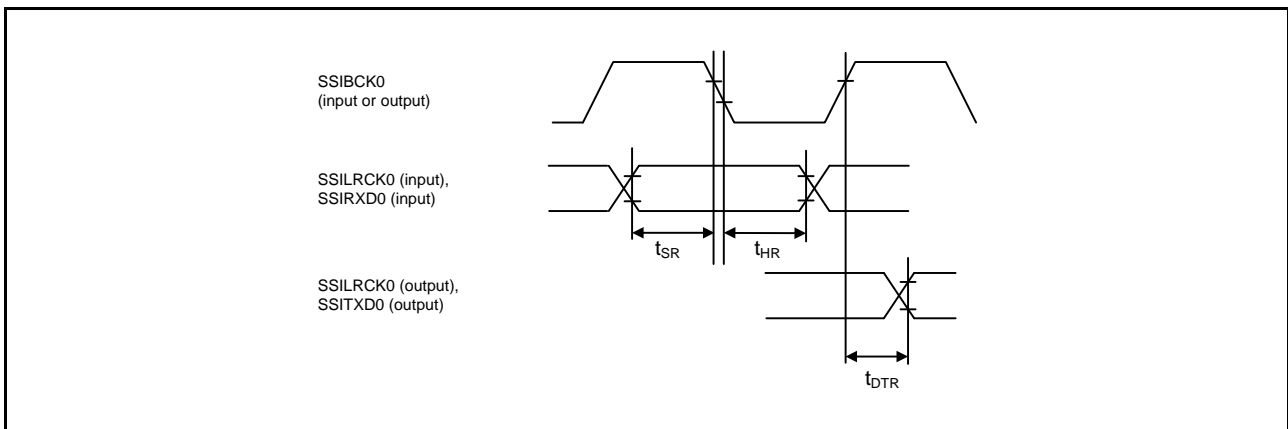 SSIBCK0
(input or output)
SSILRCK0 (input),
SSIRXD0 (input)
tSR
tHR
SSILRCK0 (output),
SSITXD0 (output)
tDTR